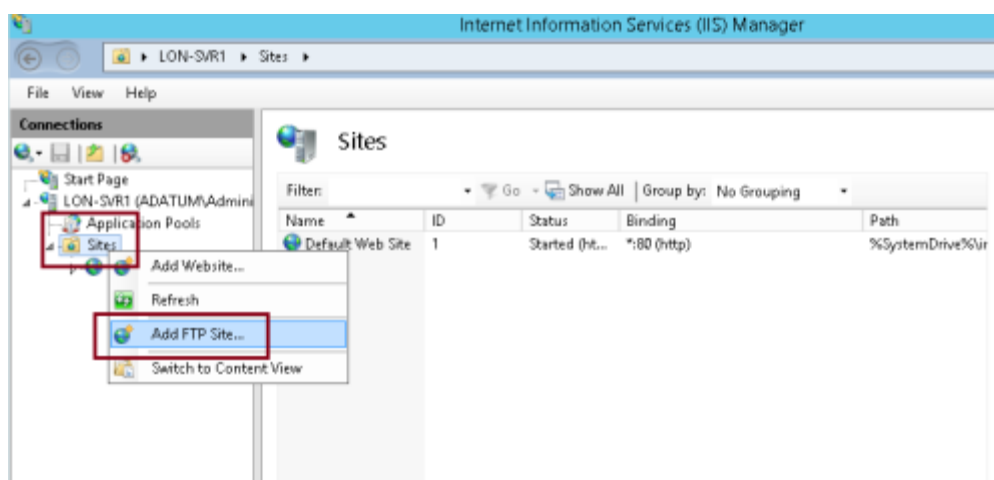 Internet Information Services (IIS) Manager
LON-SVR1 Sites
File View Help
Connections
Sites
Start Page
Filter: Go Show All Group by: No Grouping
LON-SVR1 (ADATUM\Admini
Application Pools
Name ID Status Binding Path
Sites
Default Web Site 1 Started (ht... *:80 (http) %SystemDrive%\in
Add Website...
Refresh
Add FTP Site...
Switch to Content View